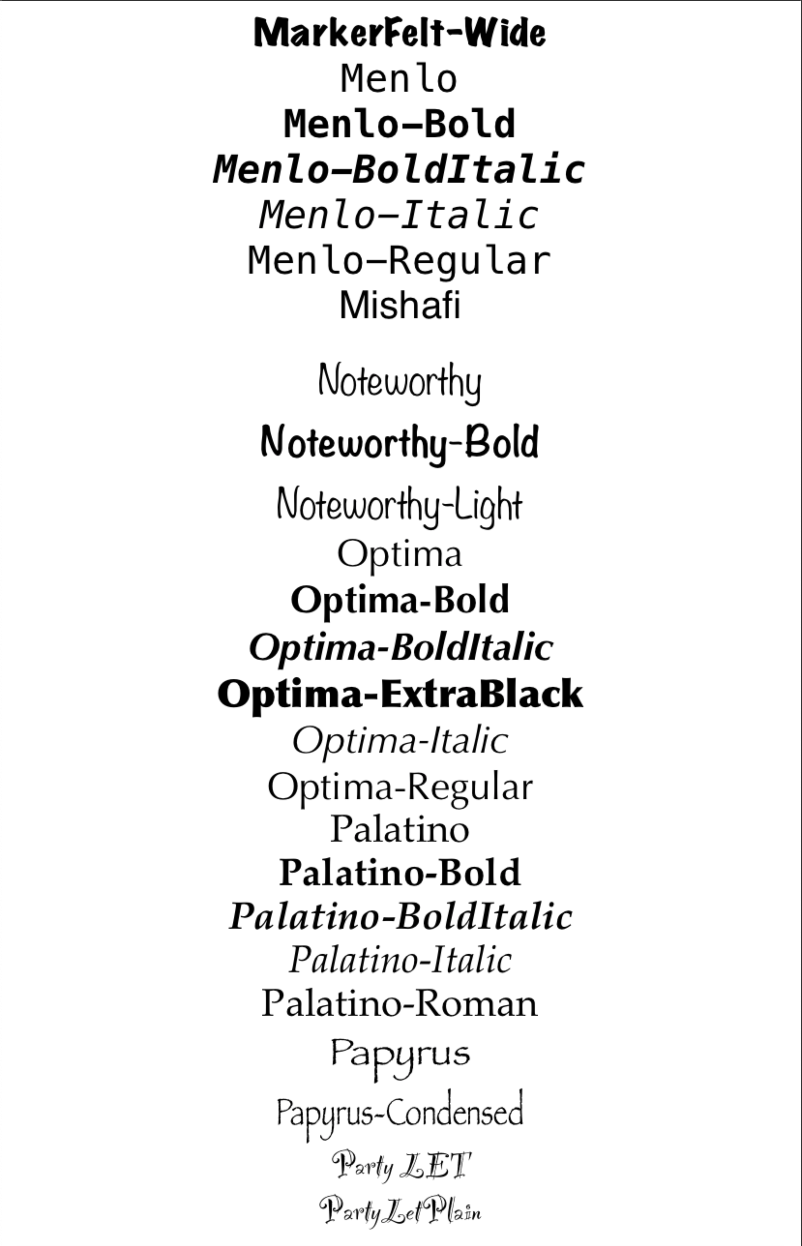 MarkerFelt-Wide
Menlo
Menlo-Bold
Menlo-BoldItalic
Menlo-Italic
Menlo-Regular
Mishafi
Noteworthy
Noteworthy-Bold
Noteworthy-Light
Optima
Optima-Bold
Optima-BoldItalic
Optima-ExtraBlack
Optima-Italic
Optima-Regular
Palatino
Palatino-Bold
Palatino-BoldItalic
Palatino-Italic
Palatino-Roman
Papyrus
Papyrus-Condensed
Party LET
PartyLetPlain